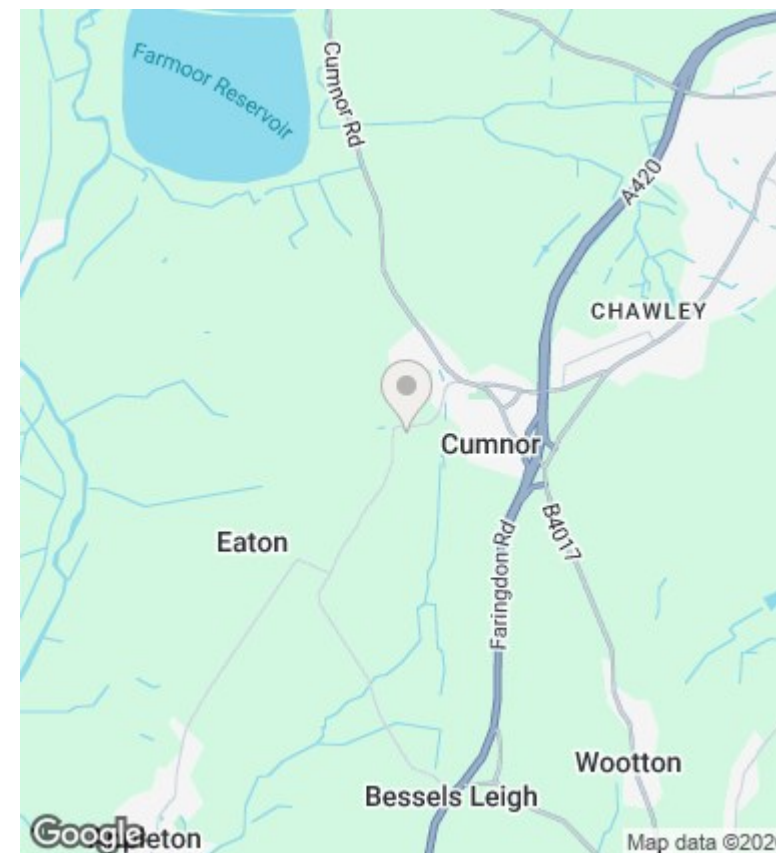 Farmoor Reservoir
Cumnor Rd
A420
CHAWLEY
Cumnor
Eaton
Faringdon Rd
B4017
Wootton
Bessels Leigh
Google
Map data ©202